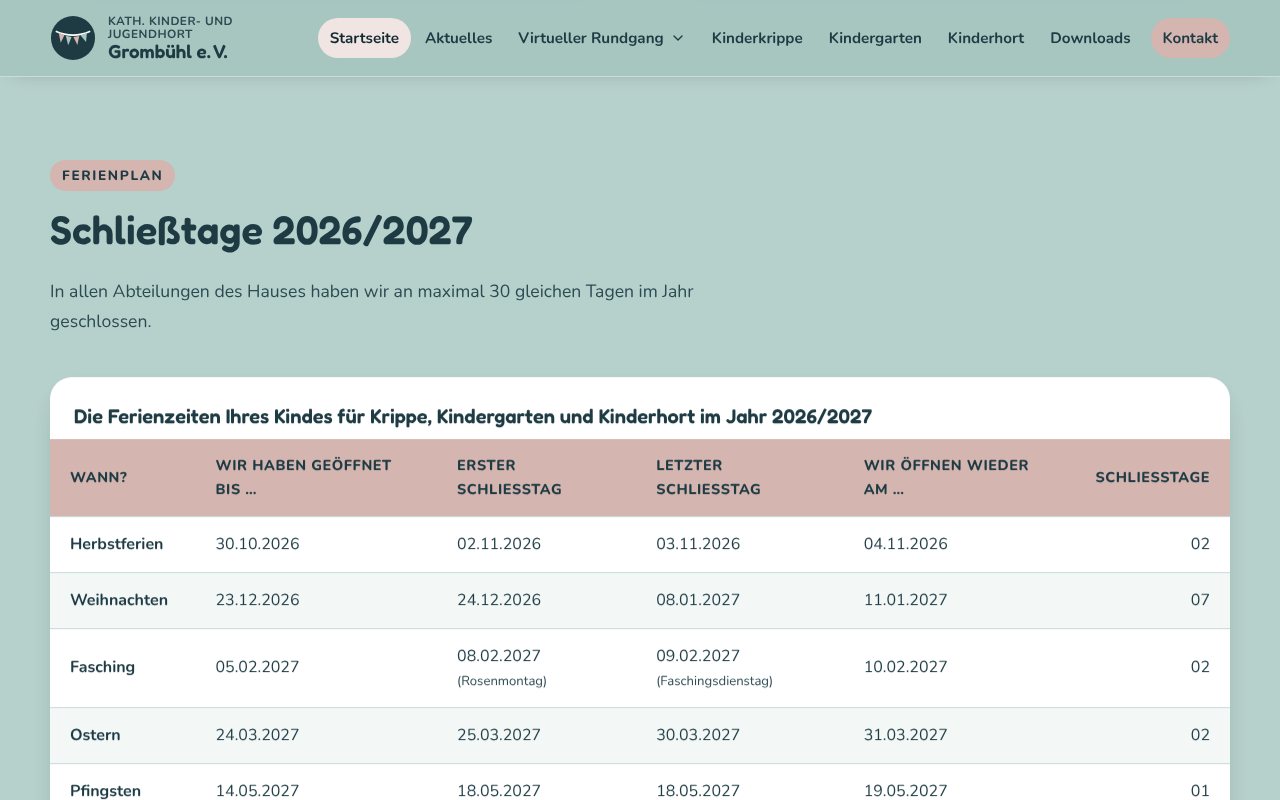 KATH. KINDER- UND
JUGENDHORT
Grombühl e. V.
Startseite Aktuelles Virtueller Rundgang Kinderkrippe Kindergarten Kinderhort Downloads Kontakt
FERIENPLAN
Schließtage 2026/2027
In allen Abteilungen des Hauses haben wir an maximal 30 gleichen Tagen im Jahr
geschlossen.
Die Ferienzeiten Ihres Kindes für Krippe, Kindergarten und Kinderhort im Jahr 2026/2027
WANN? WIR HABEN GEÖFFNET BIS … ERSTER SCHLIESSTAG LETZTER SCHLIESSTAG WIR ÖFFNEN WIEDER AM … SCHLIESSTAGE
Herbstferien 30.10.2026 02.11.2026 03.11.2026 04.11.2026 02
Weihnachten 23.12.2026 24.12.2026 08.01.2027 11.01.2027 07
Fasching 05.02.2027 08.02.2027 (Rosenmontag) 09.02.2027 (Faschingsdienstag) 10.02.2027 02
Ostern 24.03.2027 25.03.2027 30.03.2027 31.03.2027 02
Pfingsten 14.05.2027 18.05.2027 18.05.2027 19.05.2027 01